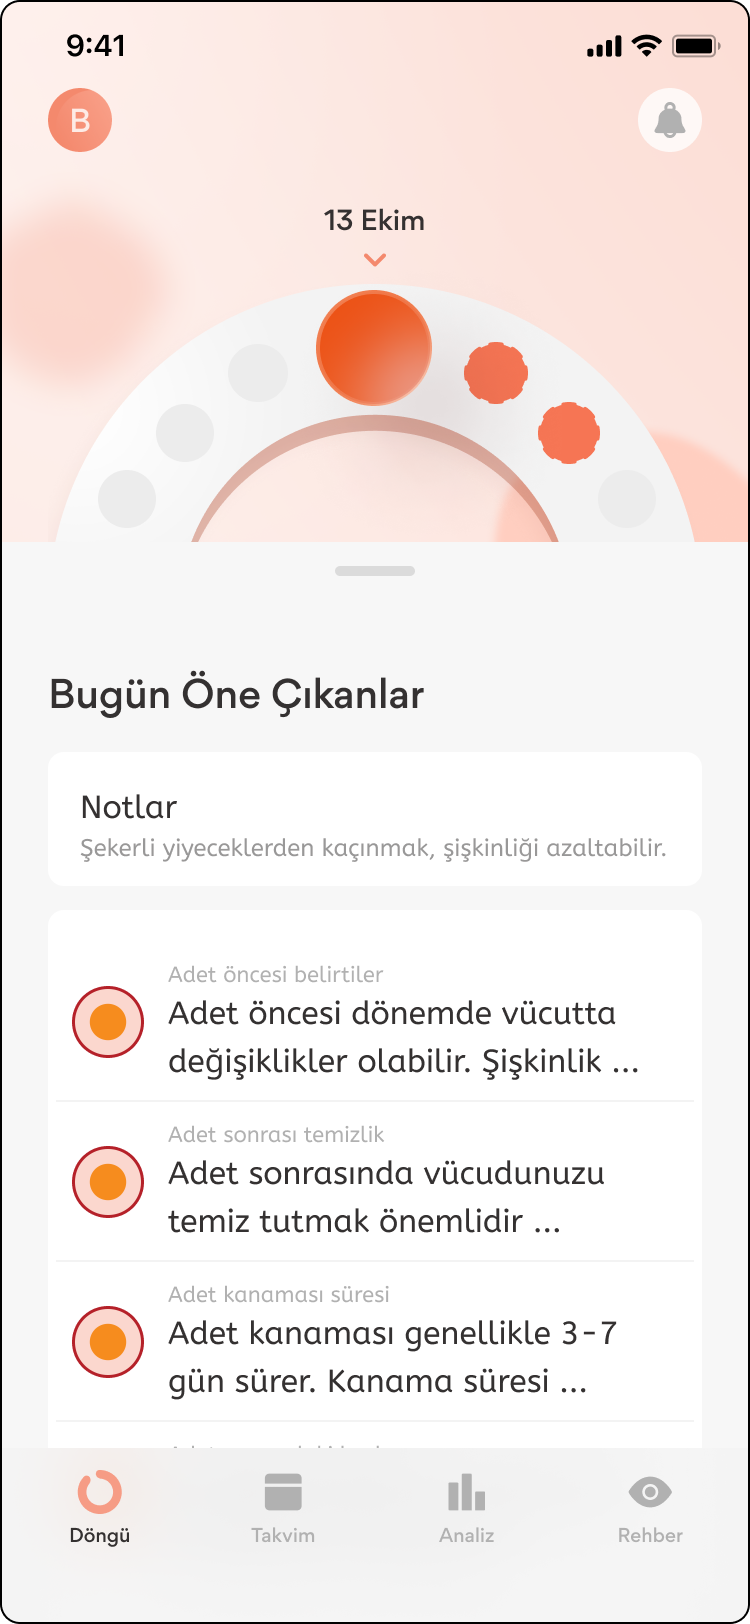 9:41
B
13 Ekim
Bugün Öne Çıkanlar
Notlar
Şekerli yiyeceklerden kaçınmak, şişkinliği azaltabilir.
Adet öncesi belirtiler
Adet öncesi dönemde vücutta
değişiklikler olabilir. Şişkinlik ...
Adet sonrası temizlik
Adet sonrasında vücudunuzu
temiz tutmak önemlidir ...
Adet kanaması süresi
Adet kanaması genellikle 3-7
gün sürer. Kanama süresi ...
Döngü
Takvim
Analiz
Rehber